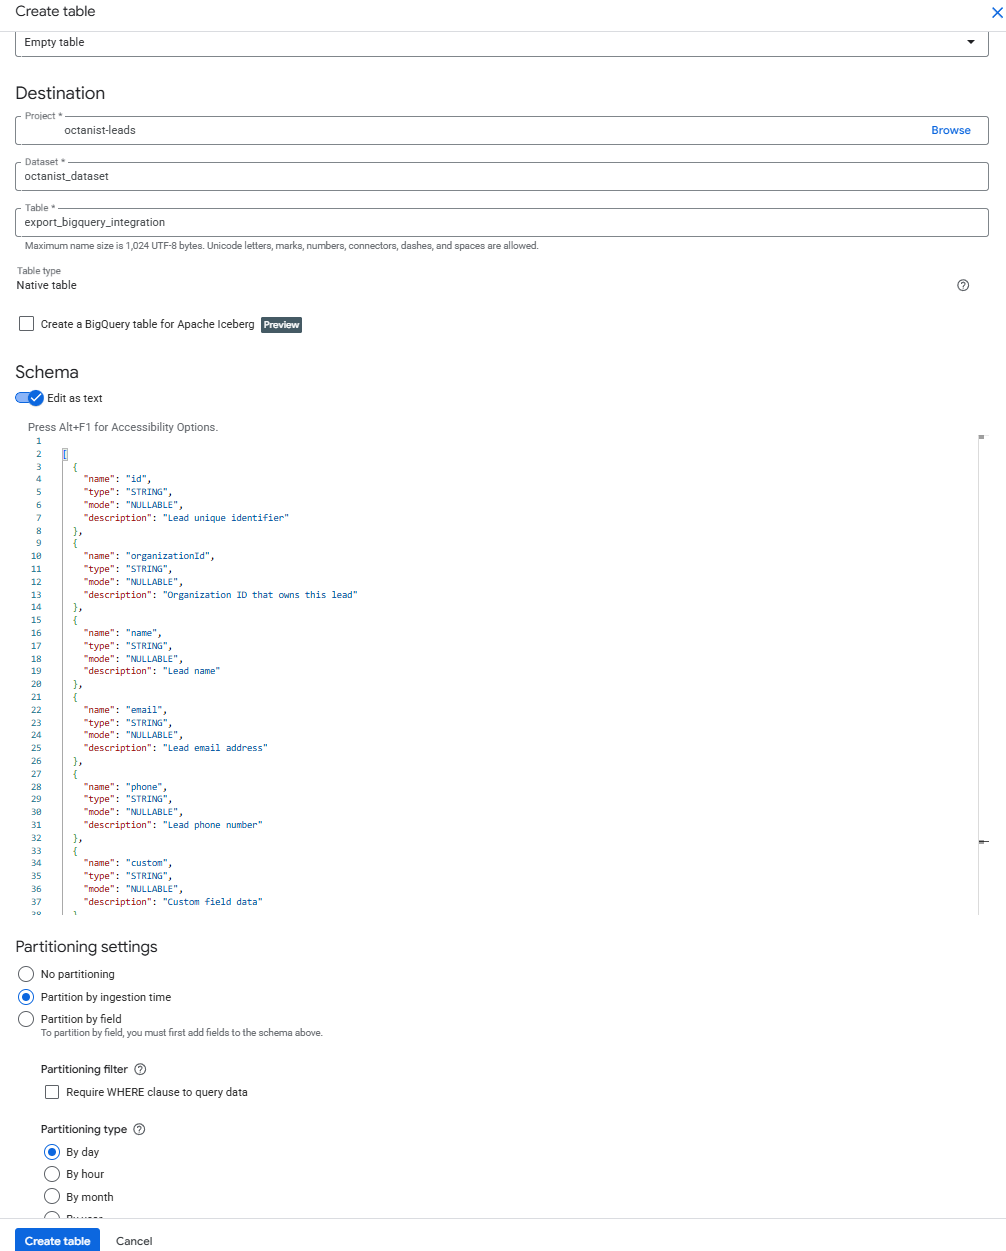 Create table
Empty table
Destination
Project *
octanist-leads
Browse
Dataset *
octanist_dataset
Table *
export_bigquery_integration
Maximum name size is 1,024 UTF-8 bytes. Unicode letters, marks, numbers, connectors, dashes, and spaces are allowed.
Table type
Native table
Create a BigQuery table for Apache Iceberg Preview
Schema
Edit as text
Press Alt+F1 for Accessibility Options.
1
2 [
3 {
4 "name": "id",
5 "type": "STRING",
6 "mode": "NULLABLE",
7 "description": "Lead unique identifier"
8 },
9 {
10 "name": "organizationId",
11 "type": "STRING",
12 "mode": "NULLABLE",
13 "description": "Organization ID that owns this lead"
14 },
15 {
16 "name": "name",
17 "type": "STRING",
18 "mode": "NULLABLE",
19 "description": "Lead name"
20 },
21 {
22 "name": "email",
23 "type": "STRING",
24 "mode": "NULLABLE",
25 "description": "Lead email address"
26 },
27 {
28 "name": "phone",
29 "type": "STRING",
30 "mode": "NULLABLE",
31 "description": "Lead phone number"
32 },
33 {
34 "name": "custom",
35 "type": "STRING",
36 "mode": "NULLABLE",
37 "description": "Custom field data"
38 }
Partitioning settings
No partitioning
Partition by ingestion time
Partition by field
To partition by field, you must first add fields to the schema above.
Partitioning filter
Require WHERE clause to query data
Partitioning type
By day
By hour
By month
By year
Create table
Cancel